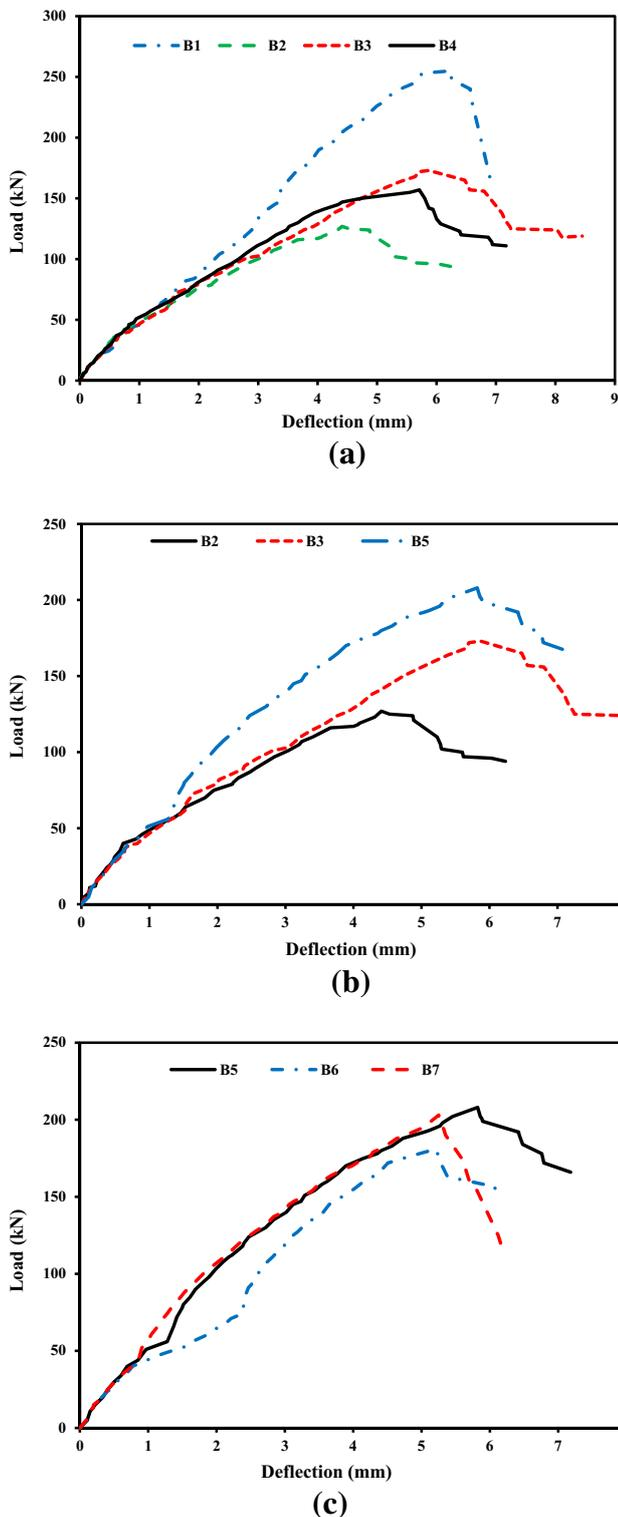 300
B1 B2 B3 B4
250
200
150
100
50
0
Load (kN)
0 1 2 3 4 5 6 7 8 9
Deflection (mm)
(a)
250
B2 B3 B5
200
150
100
50
0
Load (kN)
0 1 2 3 4 5 6 7
Deflection (mm)
(b)
250
B5 B6 B7
200
150
100
50
0
Load (kN)
0 1 2 3 4 5 6 7
Deflection (mm)
(c)